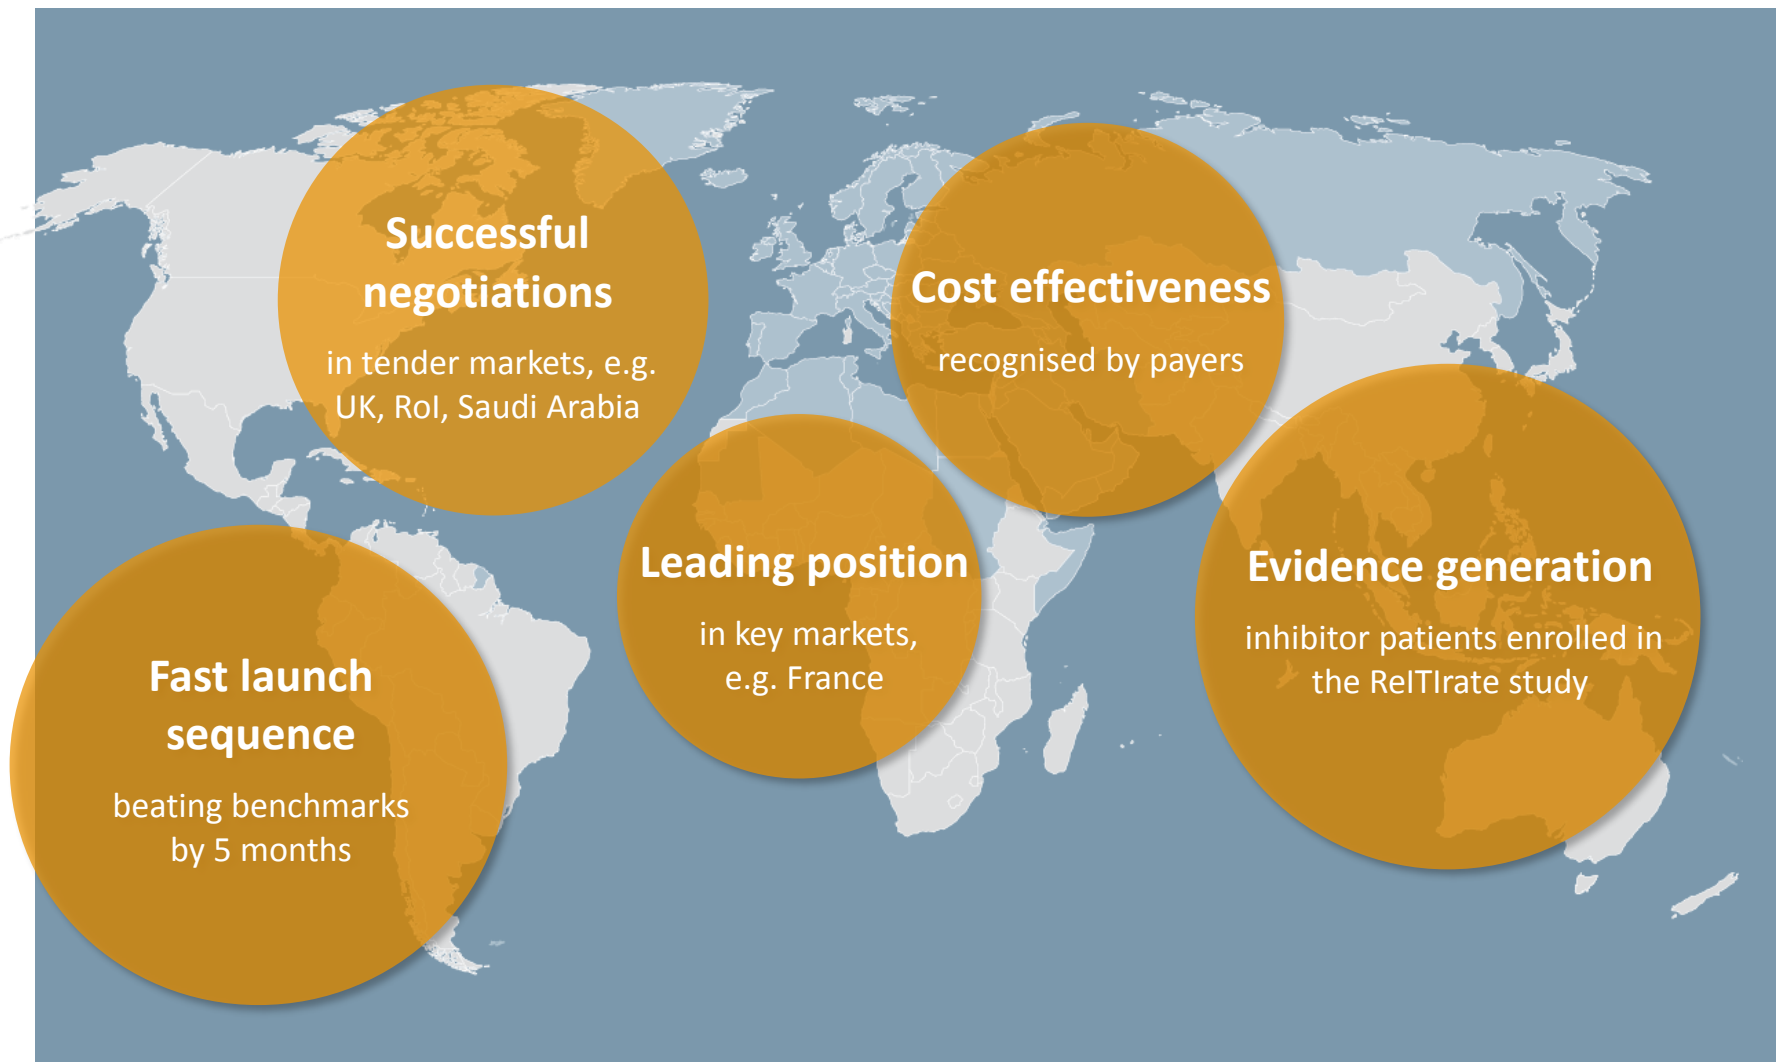 Successful
negotiations
in tender markets, e.g.
UK, RoI, Saudi Arabia
Cost effectiveness
recognised by payers
Leading position
in key markets,
e.g. France
Evidence generation
inhibitor patients enrolled in
the ReITIrate study
Fast launch
sequence
beating benchmarks
by 5 months